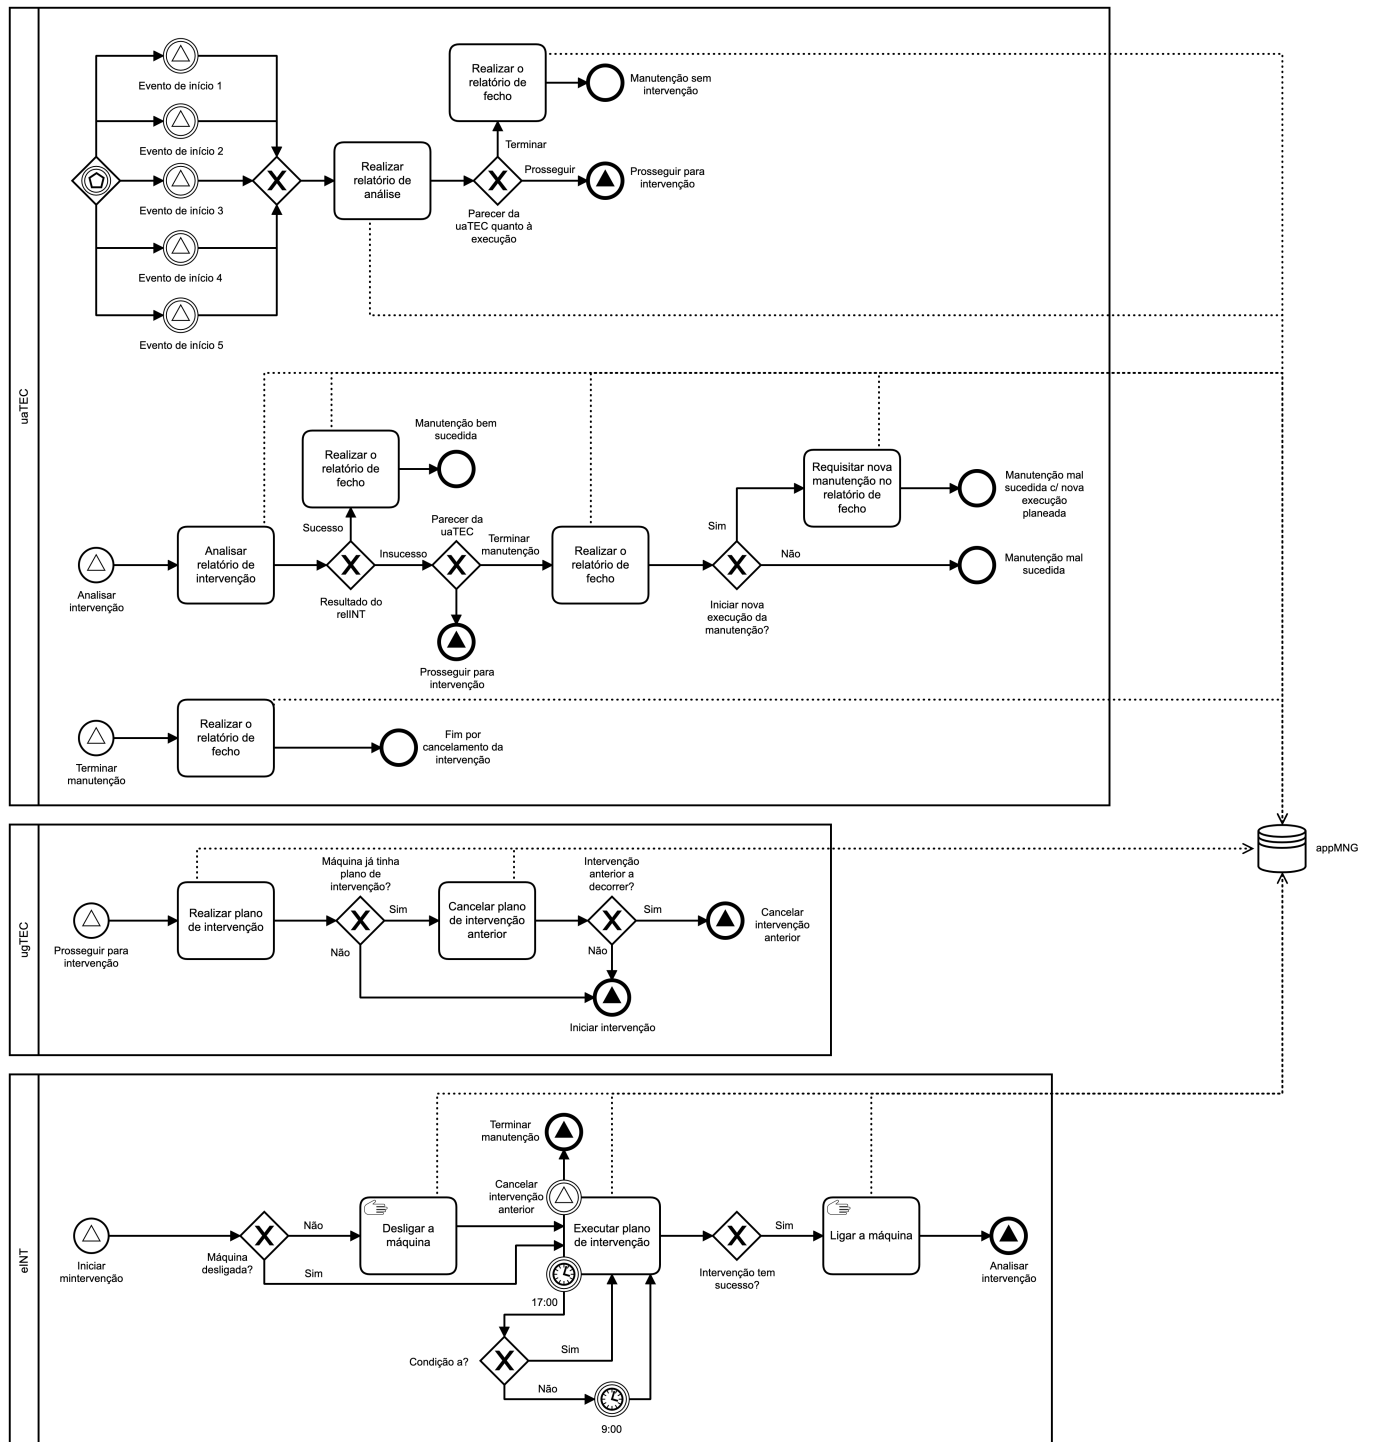 uaTEC
Evento de início 1
Evento de início 2
Evento de início 3
Evento de início 4
Evento de início 5
Realizar
relatório de
análise
Parecer da
uaTEC quanto à
execução
Terminar
Prosseguir
Realizar o
relatório de
fecho
Manutenção sem
intervenção
Prosseguir para
intervenção
Analisar
intervenção
Analisar
relatório de
intervenção
Resultado do
relINT
Sucesso
Insucesso
Realizar o
relatório de
fecho
Manutenção bem
sucedida
Parecer da
uaTEC
Terminar
manutenção
Prosseguir para
intervenção
Realizar o
relatório de
fecho
Iniciar nova
execução da
manutenção?
Sim
Não
Requisitar nova
manutenção no
relatório de
fecho
Manutenção mal
sucedida c/ nova
execução
planeada
Manutenção mal
sucedida
Terminar
manutenção
Realizar o
relatório de
fecho
Fim por
cancelamento da
intervenção
appMNG
ugTEC
Prosseguir para
intervenção
Realizar plano
de intervenção
Máquina já tinha
plano de
intervenção?
Sim
Não
Cancelar plano
de intervenção
anterior
Intervenção
anterior a
decorrer?
Sim
Não
Cancelar
intervenção
anterior
Iniciar intervenção
eINT
Iniciar
mintervenção
Máquina
desligada?
Não
Sim
Desligar a
máquina
Cancelar
intervenção
anterior
Terminar
manutenção
Executar plano
de intervenção
17:00
Condição a?
Sim
Não
9:00
Intervenção tem
sucesso?
Sim
Ligar a máquina
Analisar
intervenção